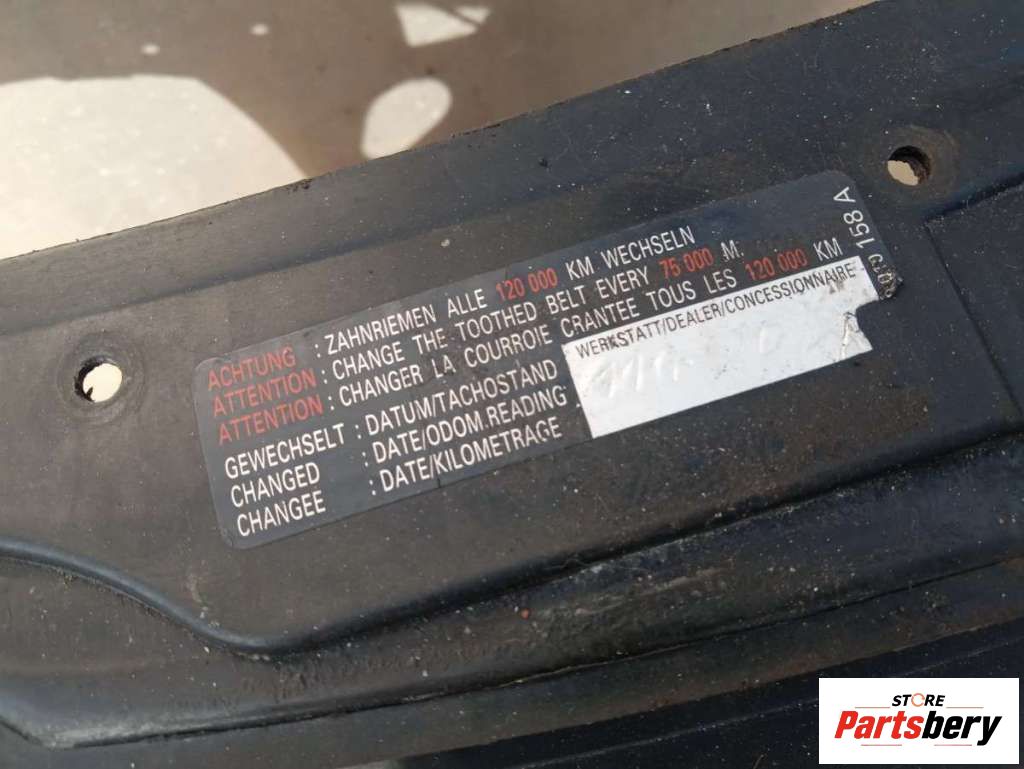 ACHTUNG : ZAHNRIEMEN ALLE 120 000 KM WECHSELN
ATTENTION : CHANGE THE TOOTHED BELT EVERY 75 000 M.
ATTENTION : CHANGER LA COURROIE CRANTEE TOUS LES 120 000 KM
GEWECHSELT : DATUM/TACHOSTAND
CHANGED : DATE/ODOM.READING
CHANGEE : DATE/KILOMETRAGE
WERKSTATT/DEALER/CONCESSIONNAIRE
158 A
STORE
Partsbery